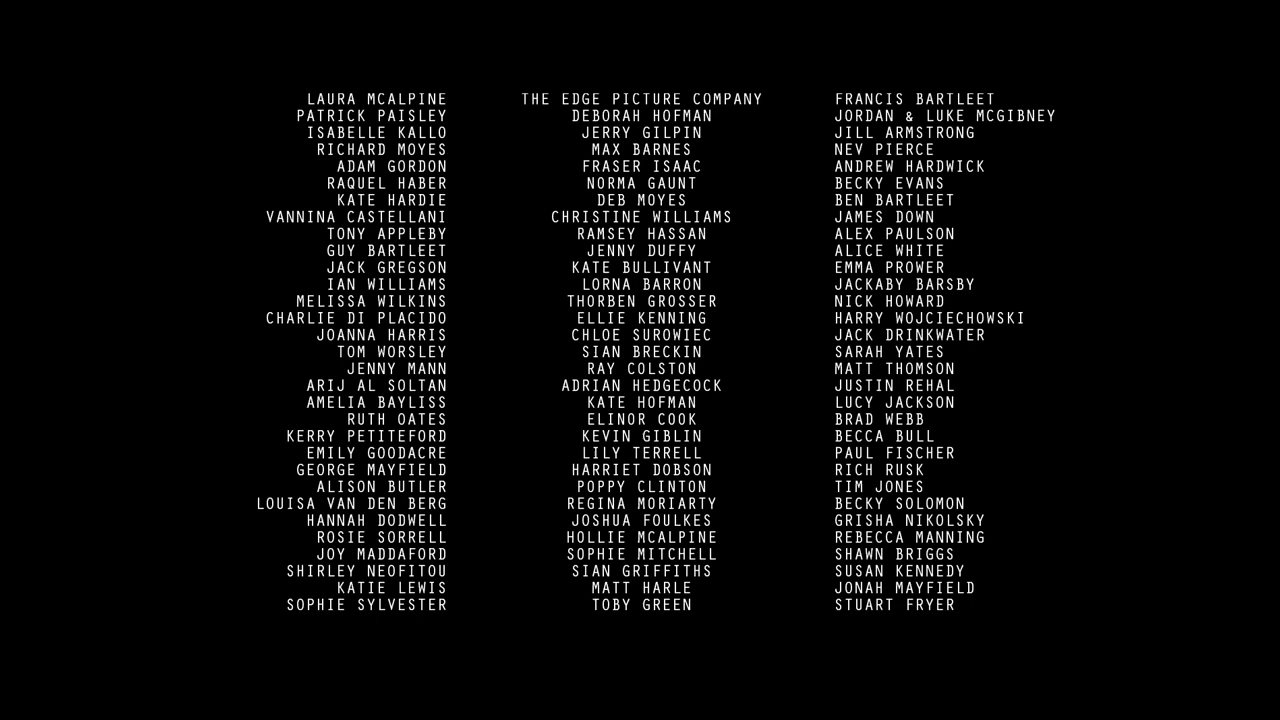 LAURA MCALPINE
PATRICK PAISLEY
ISABELLE KALLO
RICHARD MOYES
ADAM GORDON
RAQUEL HABER
KATE HARDIE
VANNINA CASTELLANI
TONY APPLEBY
GUY BARTLEET
JACK GREGSON
IAN WILLIAMS
MELISSA WILKINS
CHARLIE DI PLACIDO
JOANNA HARRIS
TOM WORSLEY
JENNY MANN
ARIJ AL SOLTAN
AMELIA BAYLISS
RUTH OATES
KERRY PETITEFORD
EMILY GOODACRE
GEORGE MAYFIELD
ALISON BUTLER
LOUISA VAN DEN BERG
HANNAH DODWELL
ROSIE SORRELL
JOY MADDAFORD
SHIRLEY NEOFITOU
KATIE LEWIS
SOPHIE SYLVESTER
THE EDGE PICTURE COMPANY
DEBORAH HOFMAN
JERRY GILPIN
MAX BARNES
FRASER ISAAC
NORMA GAUNT
DEB MOYES
CHRISTINE WILLIAMS
RAMSEY HASSAN
JENNY DUFFY
KATE BULLIVANT
LORNA BARRON
THORBEN GROSSER
ELLIE KENNING
CHLOE SUROWIEC
SIAN BRECKIN
RAY COLSTON
ADRIAN HEDGECOCK
KATE HOFMAN
ELINOR COOK
KEVIN GIBLIN
LILY TERRELL
HARRIET DOBSON
POPPY CLINTON
REGINA MORIARTY
JOSHUA FOULKES
HOLLIE MCALPINE
SOPHIE MITCHELL
SIAN GRIFFITHS
MATT HARLE
TOBY GREEN
FRANCIS BARTLEET
JORDAN & LUKE MCGIBNEY
JILL ARMSTRONG
NEV PIERCE
ANDREW HARDWICK
BECKY EVANS
BEN BARTLEET
JAMES DOWN
ALEX PAULSON
ALICE WHITE
EMMA PROWER
JACKABY BARSBY
NICK HOWARD
HARRY WOJCIECHOWSKI
JACK DRINKWATER
SARAH YATES
MATT THOMSON
JUSTIN REHAL
LUCY JACKSON
BRAD WEBB
BECCA BULL
PAUL FISCHER
RICH RUSK
TIM JONES
BECKY SOLOMON
GRISHA NIKOLSKY
REBECCA MANNING
SHAWN BRIGGS
SUSAN KENNEDY
JONAH MAYFIELD
STUART FRYER